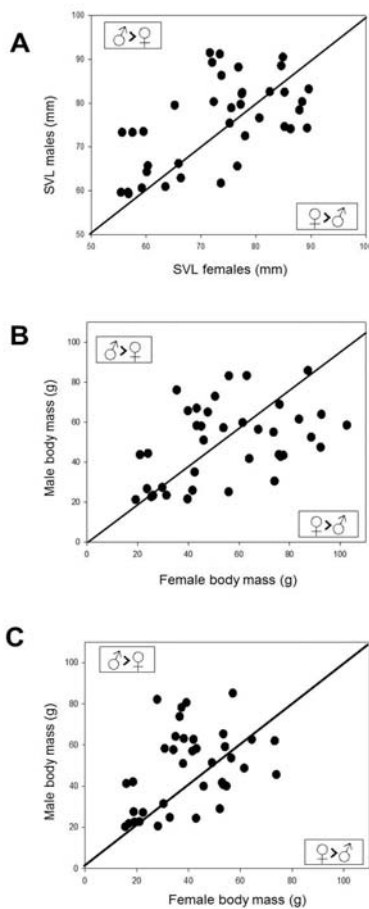 A
♂>♀
SVL males (mm)
100
90
80
70
60
50
50 60 70 80 90 100
♀>♂
SVL females (mm)
B
♂>♀
Male body mass (g)
100
80
60
40
20
0
0 20 40 60 80 100
♀>♂
Female body mass (g)
C
♂>♀
Male body mass (g)
100
80
60
40
20
0
0 20 40 60 80 100
♀>♂
Female body mass (g)